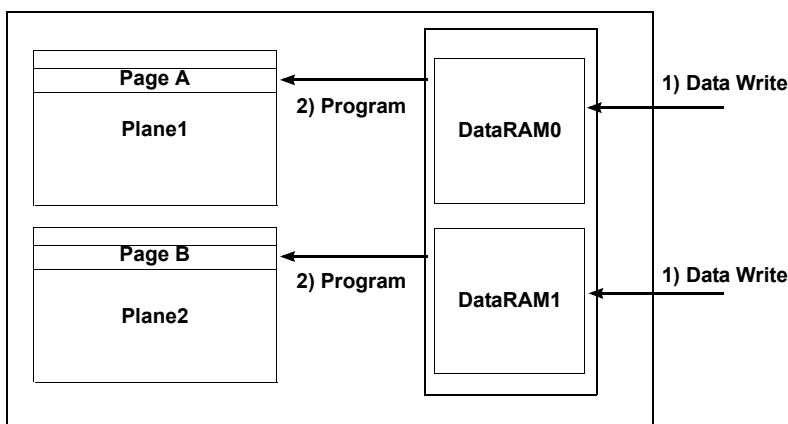 Page A
Plane1
2) Program
DataRAM0
1) Data Write
Page B
Plane2
2) Program
DataRAM1
1) Data Write